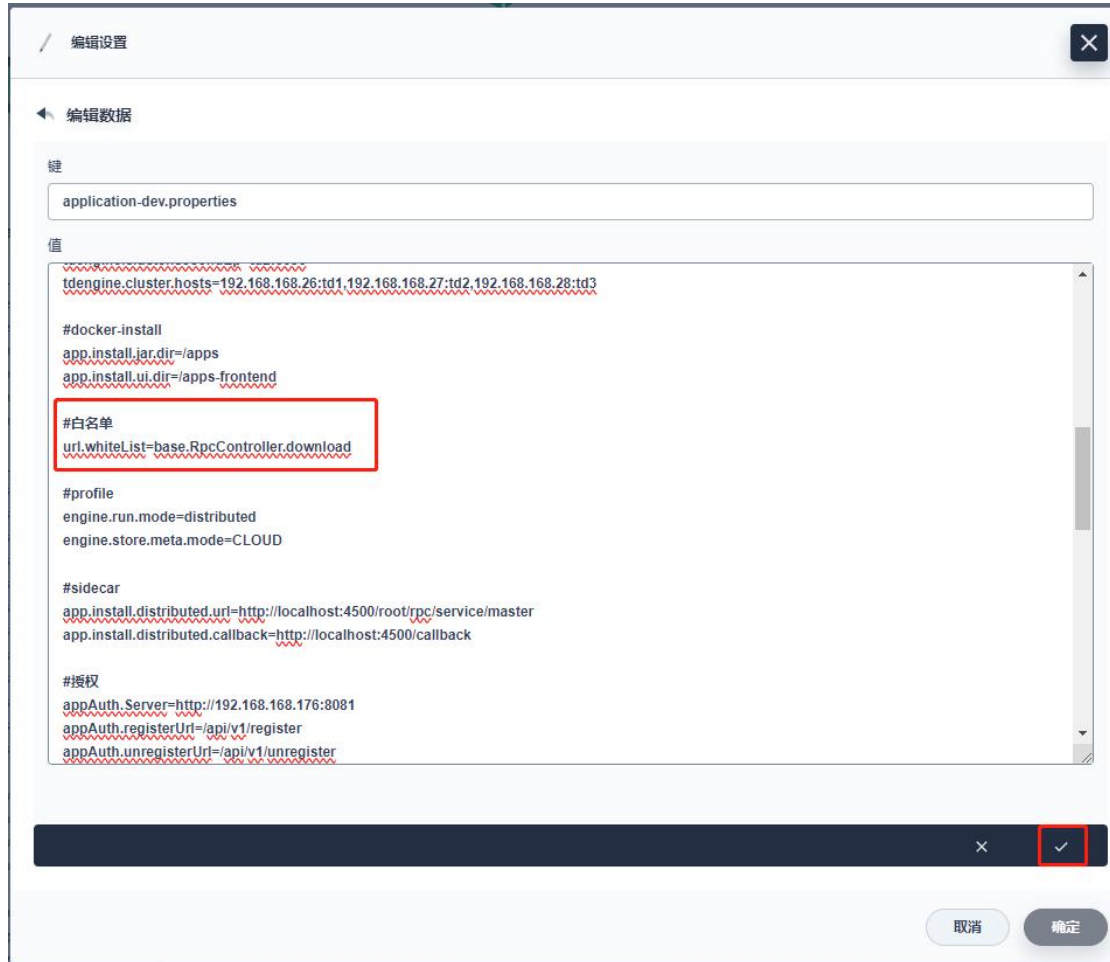 编辑设置
编辑数据
键
application-dev.properties
值
tdengine.cluster.hosts=192.168.168.26:td1,192.168.168.27:td2,192.168.168.28:td3
#docker-install
app.install.jar.dir=/apps
app.install.ui.dir=/apps-frontend
#白名单
url.whiteList=base.RpcController.download
#profile
engine.run.mode=distributed
engine.store.meta.mode=CLOUD
#sidecar
app.install.distributed.url=http://localhost:4500/root/rpc/service/master
app.install.distributed.callback=http://localhost:4500/callback
#授权
appAuth.Server=http://192.168.168.176:8081
appAuth.registerUrl=/api/v1/register
appAuth.unregisterUrl=/api/v1/unregister
取消
确定